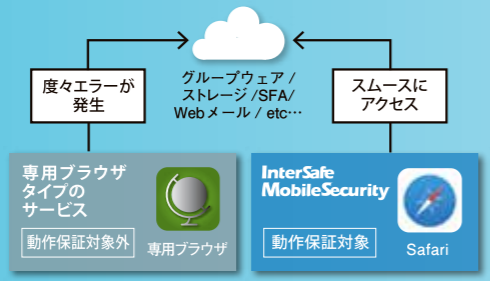 度々エラーが
発生
グループウェア /
ストレージ /SFA/
Webメール / etc…
スムースに
アクセス
専用ブラウザ
タイプの
サービス
動作保証対象外
専用ブラウザ
InterSafe
MobileSecurity
動作保証対象
Safari